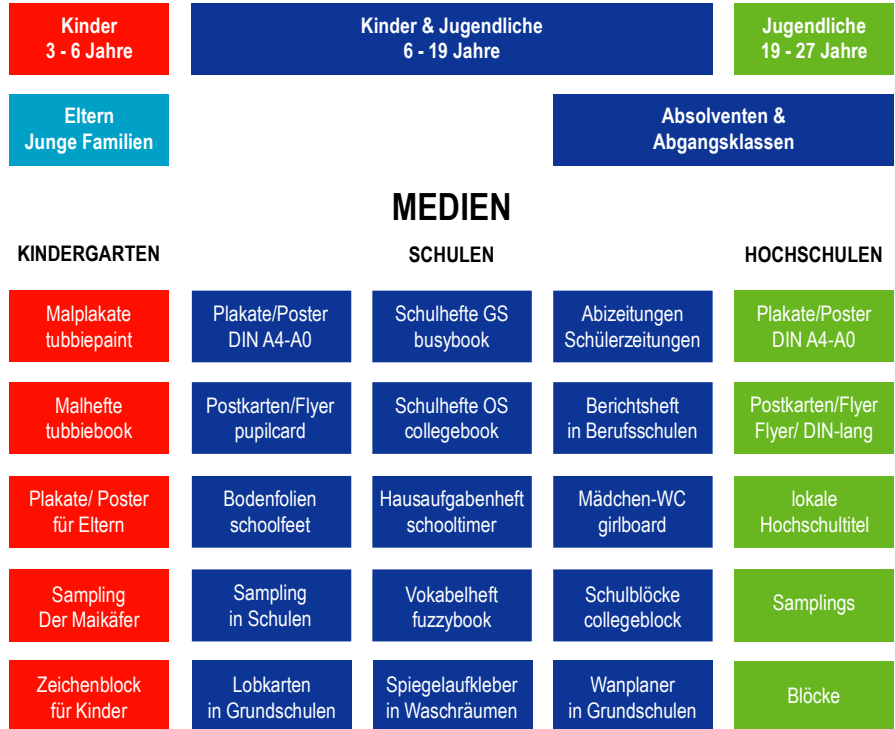 Kinder
3 - 6 Jahre
Kinder & Jugendliche
6 - 19 Jahre
Jugendliche
19 - 27 Jahre
Eltern
Junge Familien
Absolventen &
Abgangsklassen
MEDIEN
KINDERGARTEN
SCHULEN
HOCHSCHULEN
Malplakate
tubbiepaint
Plakate/Poster
DIN A4-A0
Schulhefte GS
busybook
Abizeitungen
Schülerzeitungen
Plakate/Poster
DIN A4-A0
Malhefte
tubbiebook
Postkarten/Flyer
pupilcard
Schulhefte OS
collegebook
Berichtsheft
in Berufsschulen
Postkarten/Flyer
Flyer/ DIN-lang
Plakate/ Poster
für Eltern
Bodenfolien
schoolfeet
Hausaufgabenheft
schooltimer
Mädchen-WC
girlboard
lokale
Hochschultitel
Sampling
Der Maikäfer
Sampling
in Schulen
Vokabelheft
fuzzybook
Schulblöcke
collegeblock
Samplings
Zeichenblock
für Kinder
Lobkarten
in Grundschulen
Spiegelaufkleber
in Waschräumen
Wanplaner
in Grundschulen
Blöcke